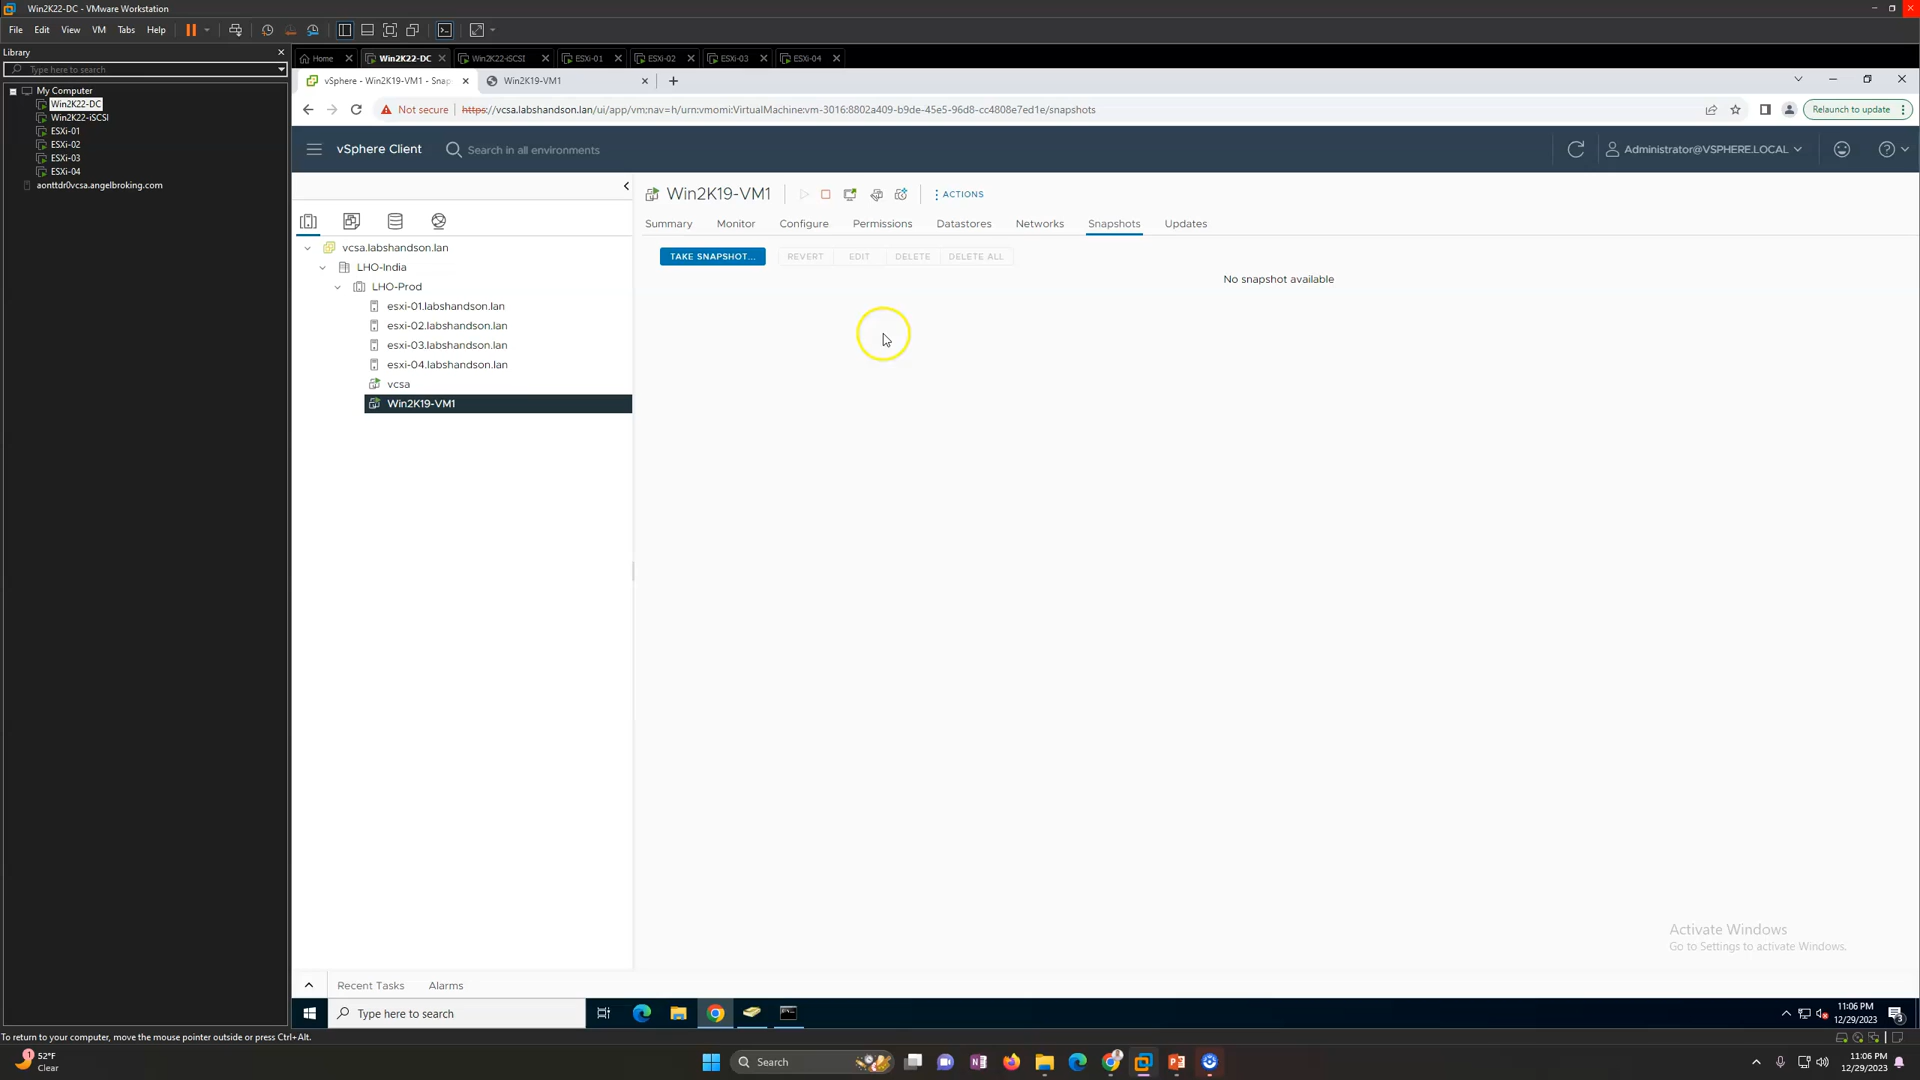 Win2K22-DC - VMware Workstation
File Edit View VM Tabs Help
Library
Type here to search
My Computer
Win2K22-DC
Win2K22-iSCSI
ESXi-01
ESXi-02
ESXi-03
ESXi-04
aonttdr0vcsa.angelbroking.com
Home Win2K22-DC Win2K22-iSCSI ESXi-01 ESXi-02 ESXi-03 ESXi-04
vSphere - Win2K19-VM1 - Snap Win2K19-VM1
Not secure https://vcsa.labshandson.lan/ui/app/vm;nav=h/urn:vmomi:VirtualMachine:vm-3016:8802a409-b9de-45e5-96d8-cc4808e7ed1e/snapshots Relaunch to update
vSphere Client Search in all environments Administrator@VSPHERE.LOCAL
Win2K19-VM1 ACTIONS
Summary Monitor Configure Permissions Datastores Networks Snapshots Updates
TAKE SNAPSHOT... REVERT EDIT DELETE DELETE ALL
No snapshot available
vcsa.labshandson.lan
LHO-India
LHO-Prod
esxi-01.labshandson.lan
esxi-02.labshandson.lan
esxi-03.labshandson.lan
esxi-04.labshandson.lan
vcsa
Win2K19-VM1
Activate Windows
Go to Settings to activate Windows.
Recent Tasks Alarms
Type here to search
11:06 PM
12/29/2023
3
To return to your computer, move the mouse pointer outside or press Ctrl+Alt.
1
52°F
Clear
Search
11:06 PM
12/29/2023